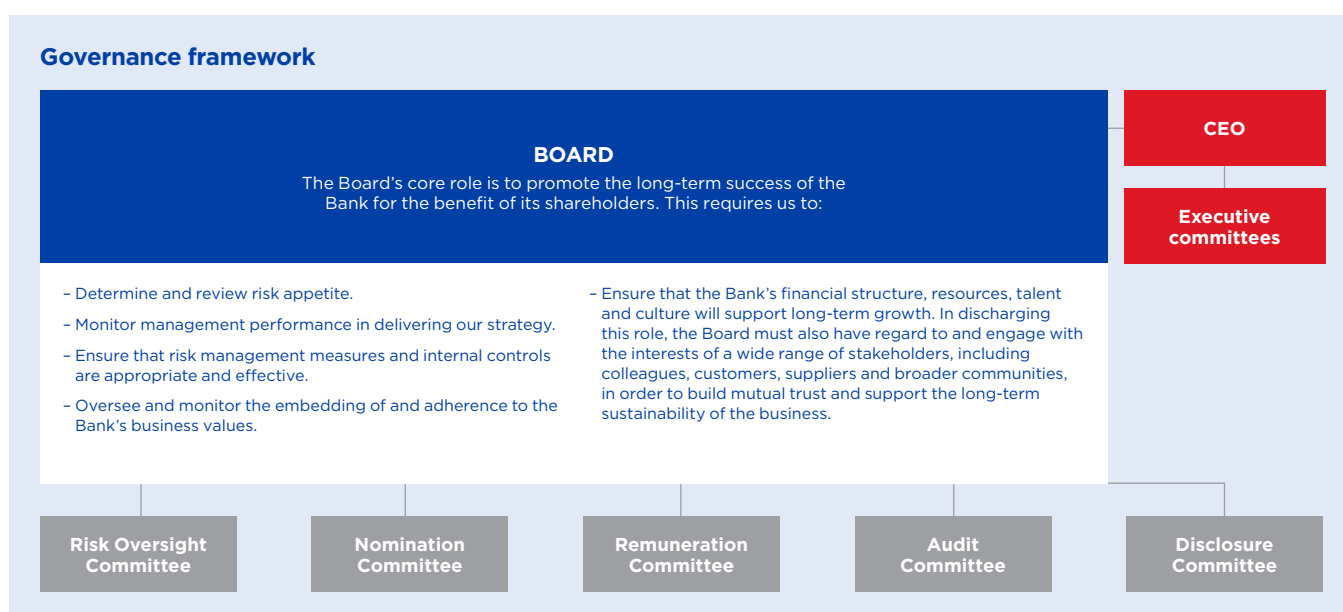 Governance framework
BOARD
The Board’s core role is to promote the long-term success of the
Bank for the benefit of its shareholders. This requires us to:
CEO
Executive
committees
– Determine and review risk appetite.
– Monitor management performance in delivering our strategy.
– Ensure that risk management measures and internal controls
are appropriate and effective.
– Oversee and monitor the embedding of and adherence to the
Bank’s business values.
– Ensure that the Bank’s financial structure, resources, talent
and culture will support long-term growth. In discharging
this role, the Board must also have regard to and engage with
the interests of a wide range of stakeholders, including
colleagues, customers, suppliers and broader communities,
in order to build mutual trust and support the long-term
sustainability of the business.
Risk Oversight
Committee
Nomination
Committee
Remuneration
Committee
Audit
Committee
Disclosure
Committee